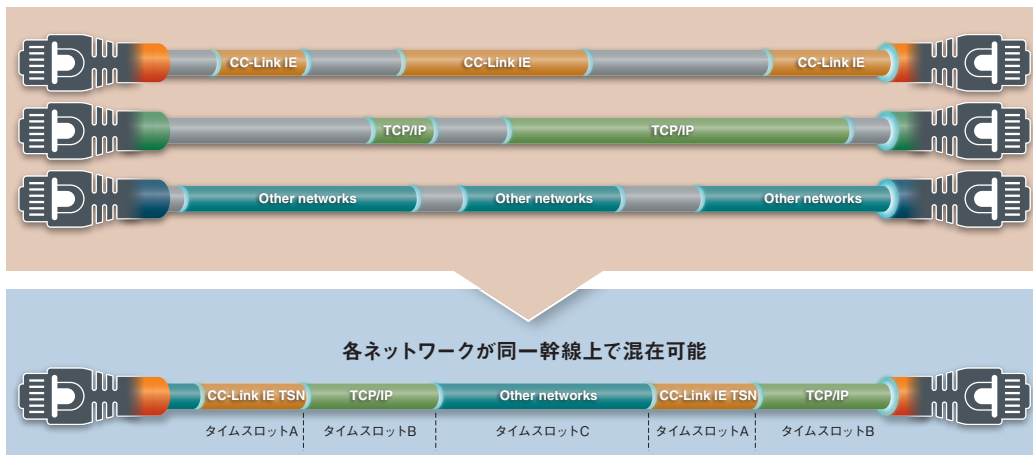 CC-Link IE CC-Link IE CC-Link IE
TCP/IP TCP/IP
Other networks Other networks Other networks
各ネットワークが同一幹線上で混在可能
CC-Link IE TSN TCP/IP Other networks CC-Link IE TSN TCP/IP
タイムスロットA タイムスロットB タイムスロットC タイムスロットA タイムスロットB